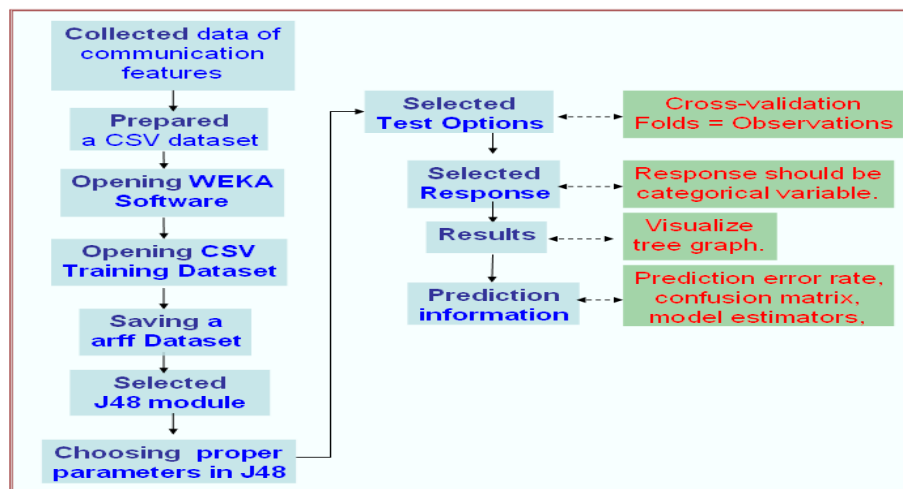 Collected data of
communication
features
Prepared
a CSV dataset
Opening WEKA
Software
Opening CSV
Training Dataset
Saving a
arff Dataset
Selected
J48 module
Choosing proper
parameters in J48
Selected
Test Options
Cross-validation
Folds = Observations
Selected
Response
Response should be
categorical variable.
Results
Visualize
tree graph.
Prediction
information
Prediction error rate,
confusion matrix,
model estimators,